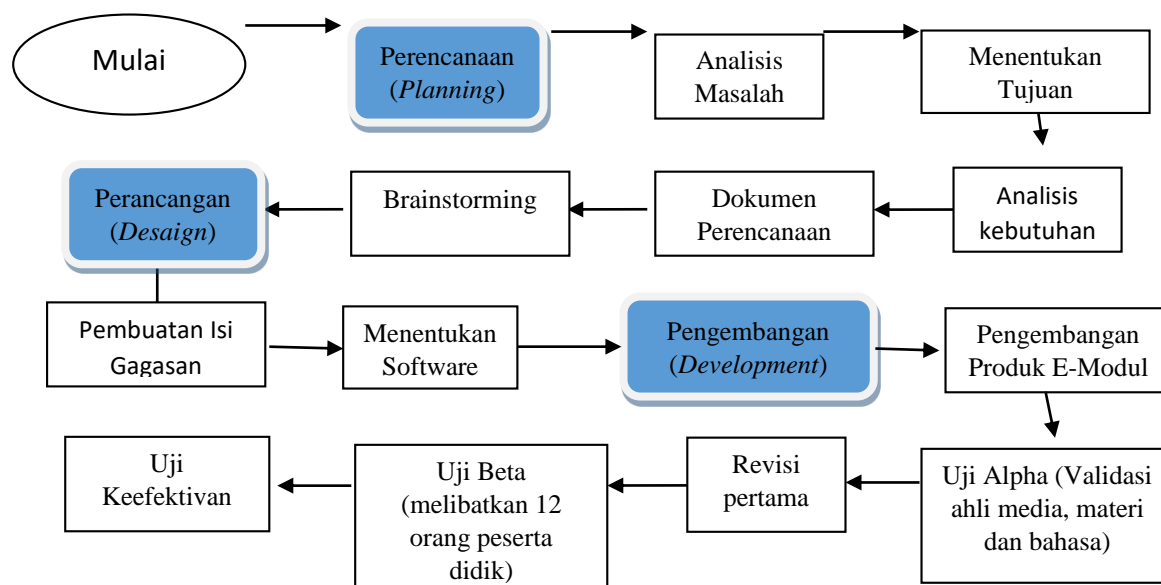 Mulai
Perencanaan
(Planning)
Analisis
Masalah
Menentukan
Tujuan
Analisis
kebutuhan
Dokumen
Perencanaan
Brainstorming
Perancangan
(Desaign)
Pembuatan Isi
Gagasan
Menentukan
Software
Pengembangan
(Development)
Pengembangan
Produk E-Modul
Uji Alpha (Validasi
ahli media, materi
dan bahasa)
Revisi
pertama
Uji Beta
(melibatkan 12
orang peserta
didik)
Uji
Keefektivan